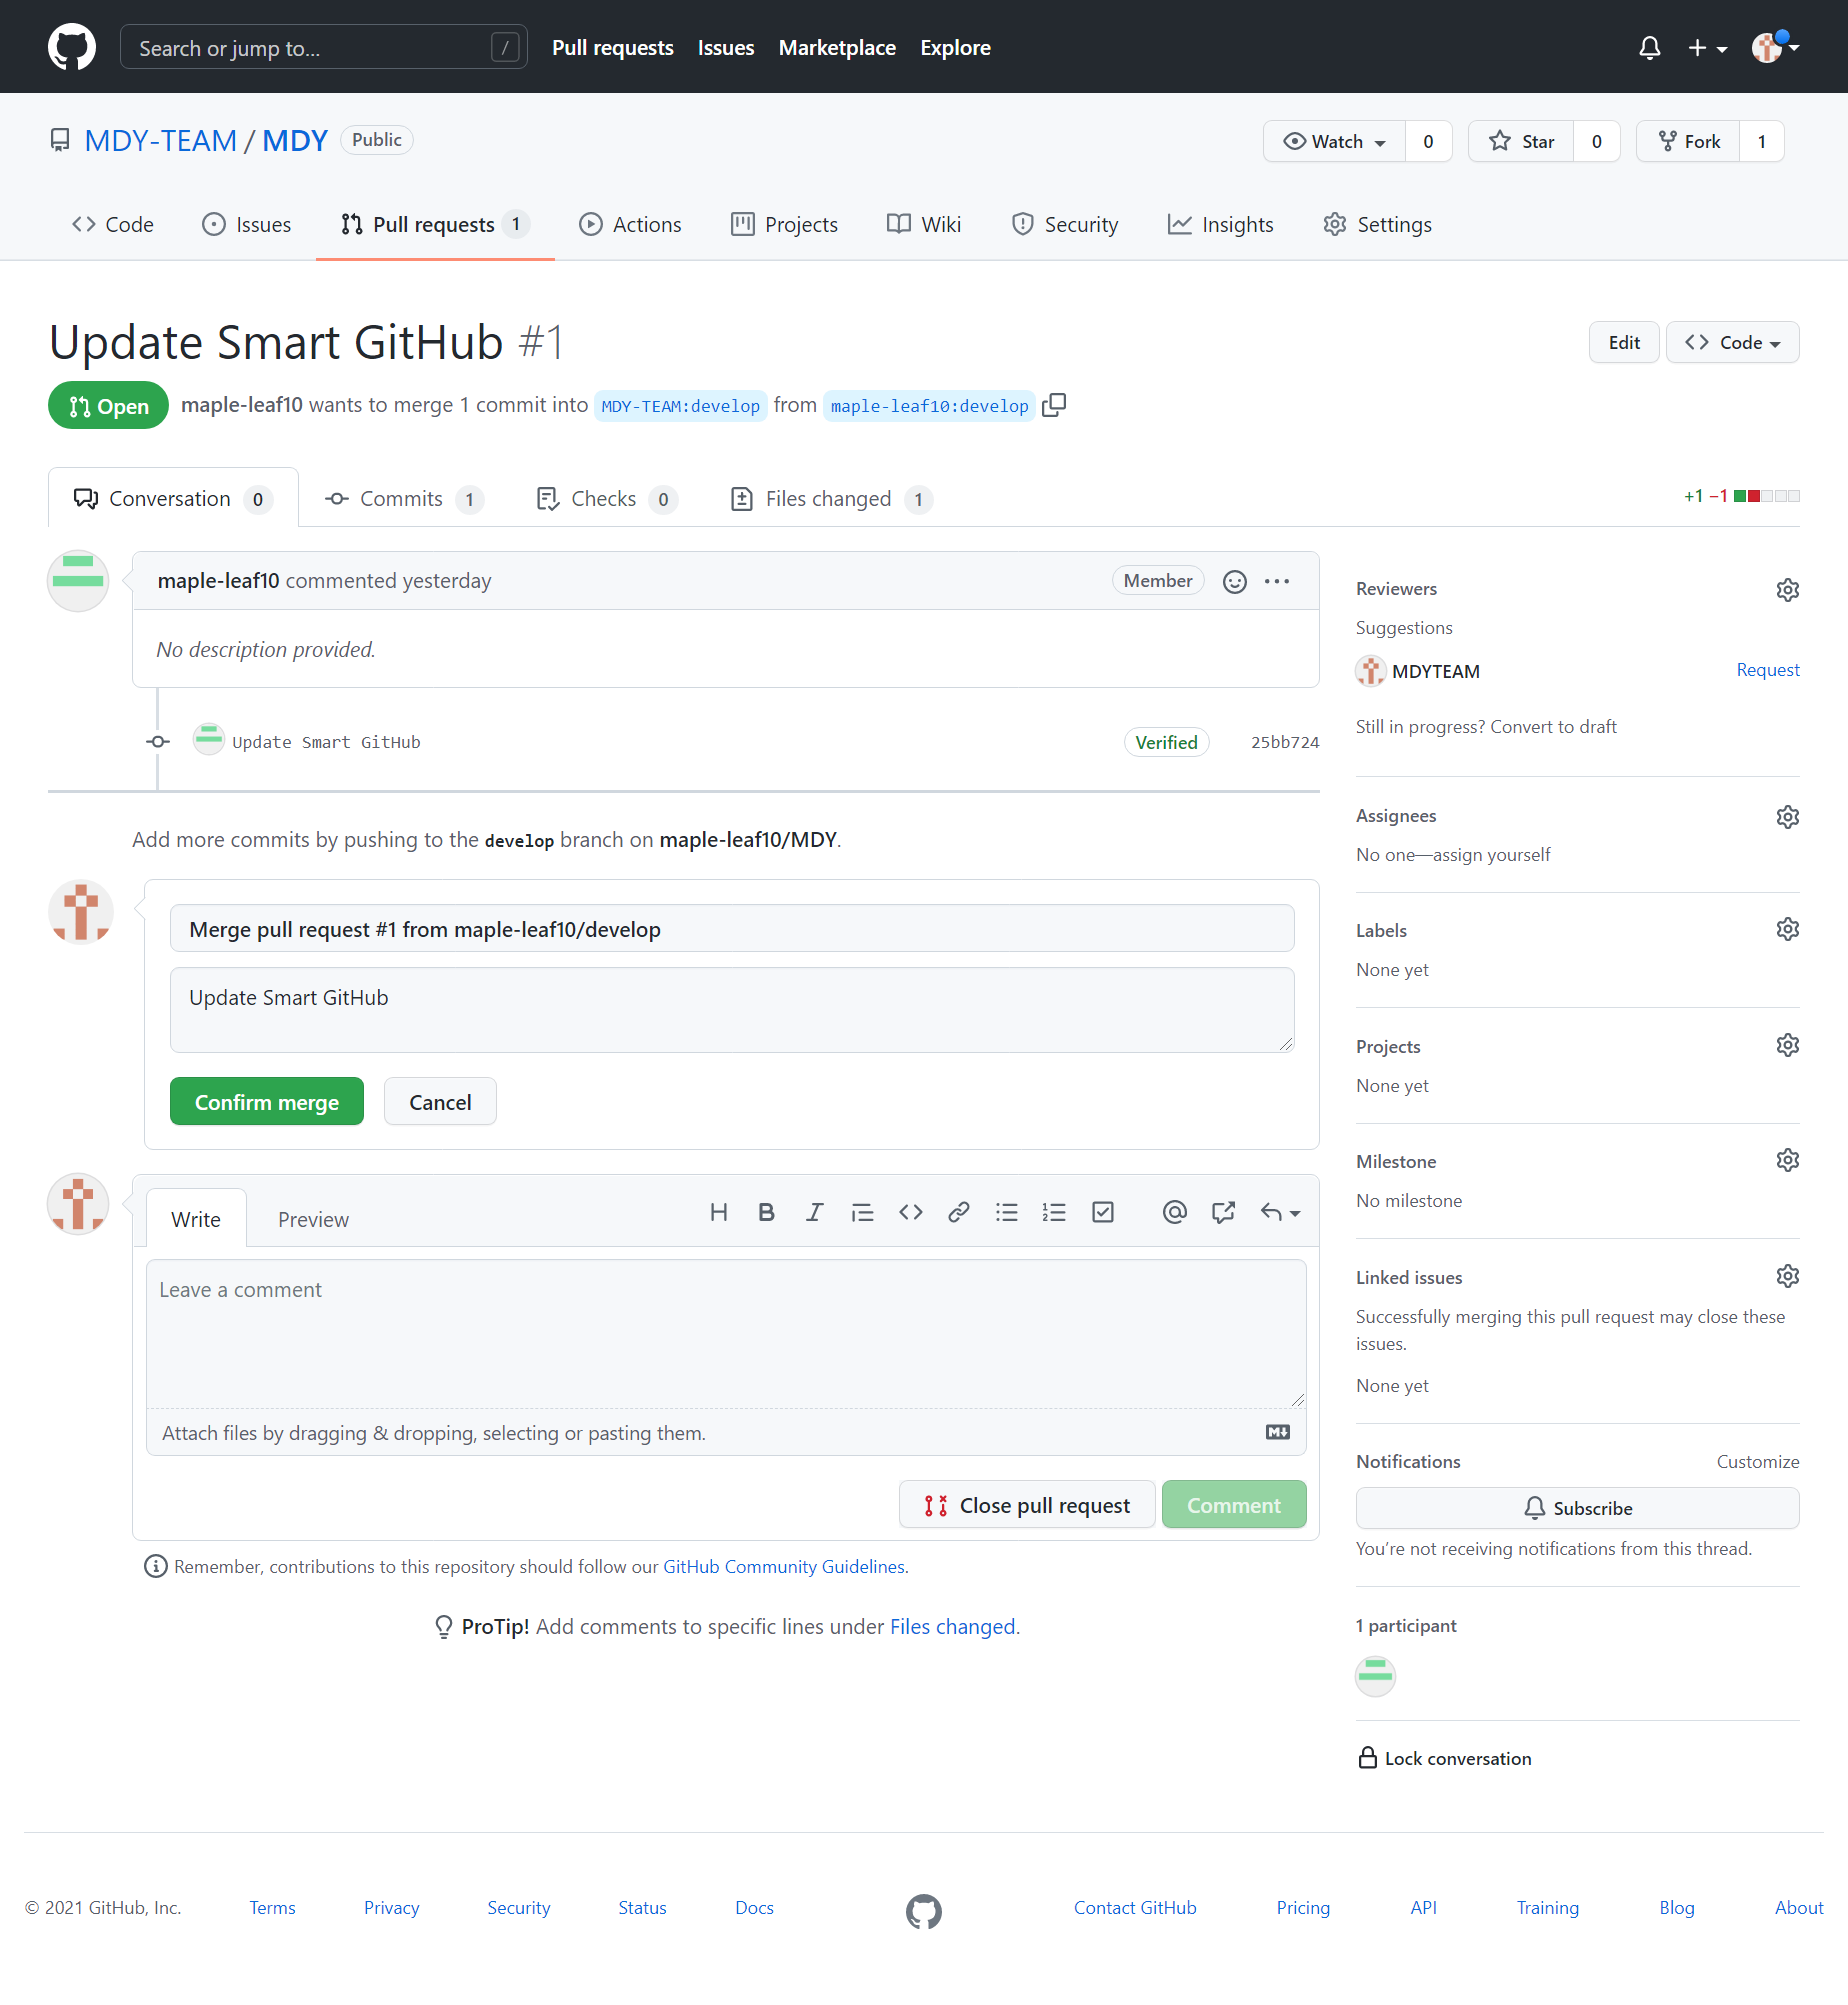 Search or jump to... /
Pull requests Issues Marketplace Explore
MDY-TEAM / MDY Public
Watch 0 Star 0 Fork 1
Code Issues Pull requests 1 Actions Projects Wiki Security Insights Settings
Update Smart GitHub #1
Edit Code
Open maple-leaf10 wants to merge 1 commit into MDY-TEAM:develop from maple-leaf10:develop
Conversation 0 Commits 1 Checks 0 Files changed 1
+1 −1
maple-leaf10 commented yesterday Member
No description provided.
Update Smart GitHub Verified 25bb724
Add more commits by pushing to the develop branch on maple-leaf10/MDY.
Merge pull request #1 from maple-leaf10/develop
Update Smart GitHub
Confirm merge Cancel
Write Preview
Leave a comment
Attach files by dragging & dropping, selecting or pasting them.
Close pull request Comment
Remember, contributions to this repository should follow our GitHub Community Guidelines.
ProTip! Add comments to specific lines under Files changed.
Reviewers
Suggestions
MDYTEAM Request
Still in progress? Convert to draft
Assignees
No one—assign yourself
Labels
None yet
Projects
None yet
Milestone
No milestone
Linked issues
Successfully merging this pull request may close these
issues.
None yet
Notifications Customize
Subscribe
You’re not receiving notifications from this thread.
1 participant
Lock conversation
© 2021 GitHub, Inc. Terms Privacy Security Status Docs Contact GitHub Pricing API Training Blog About